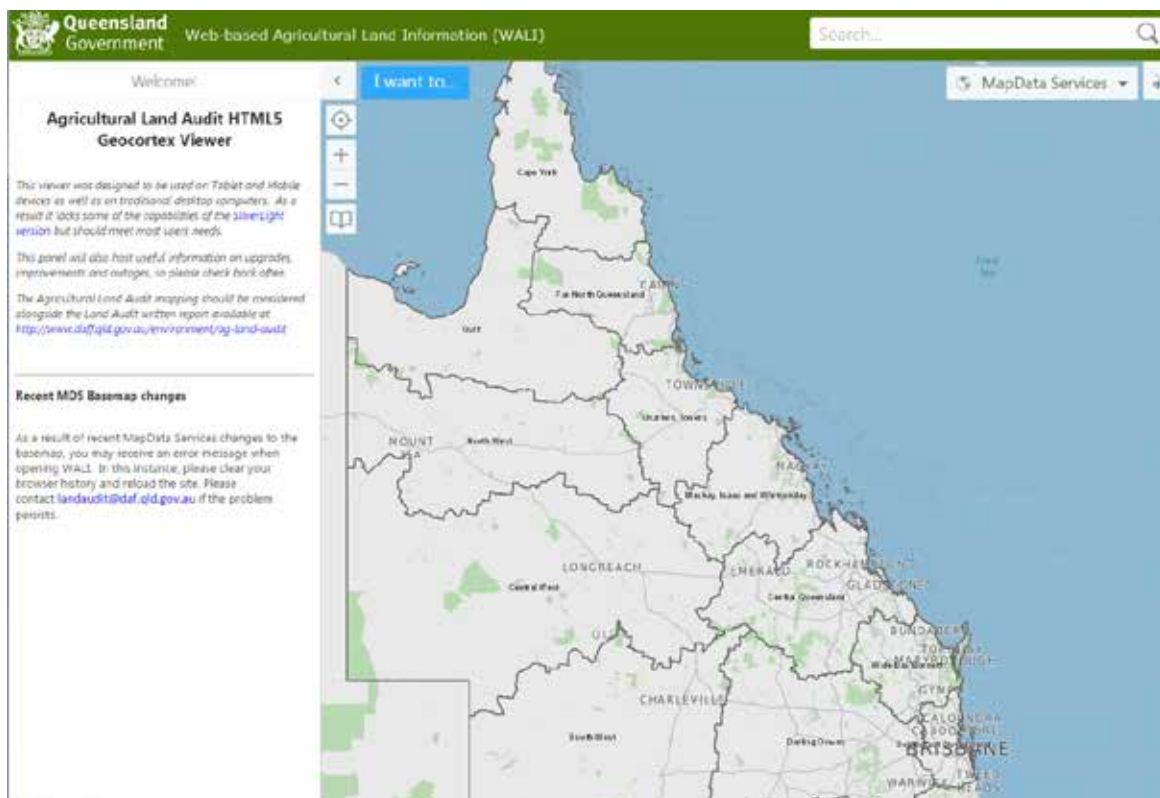 Queensland
Government
Web-based Agricultural Land Information (WALI)
Search...
Welcome!
I want to...
MapData Services
Agricultural Land Audit HTML5
Geocortex Viewer
This viewer was designed to be used on Tablet and Mobile
devices as well as on traditional desktop computers. As a
result it lacks some of the capabilities of the SilverLight
version but should meet most users needs.
This panel will also host useful information on upgrades,
improvements and outages, so please check back often.
The Agricultural Land Audit mapping should be considered
alongside the Land Audit written report available at
http://www.daff.qld.gov.au/environment/ag-land-audit
Recent MDS Basemap changes
As a result of recent MapData Services changes to the
basemap, you may receive an error message when
opening WALI. In this instance, please clear your
browser history and reload the site. Please
contact landaudit@daf.qld.gov.au if the problem
persists.
Cape York
Far North Queensland
Gulf
TOWNSVILLE
North West
MOUNT
Mackay, Isaac and Whitsunday
LONGREACH
EMERALD
Central West
Central Queensland
CHARLEVILLE
South West
Darling Downs
CALOUNDRA
BRISBANE
WARWICK
TWEED
HEADS